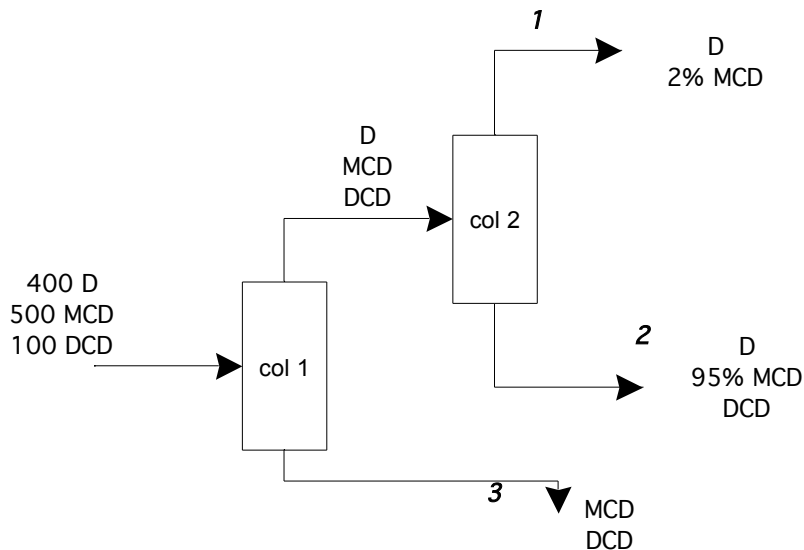 1
D
2% MCD
D
MCD
DCD
col 2
400 D
500 MCD
100 DCD
col 1
2
D
95% MCD
DCD
3
MCD
DCD